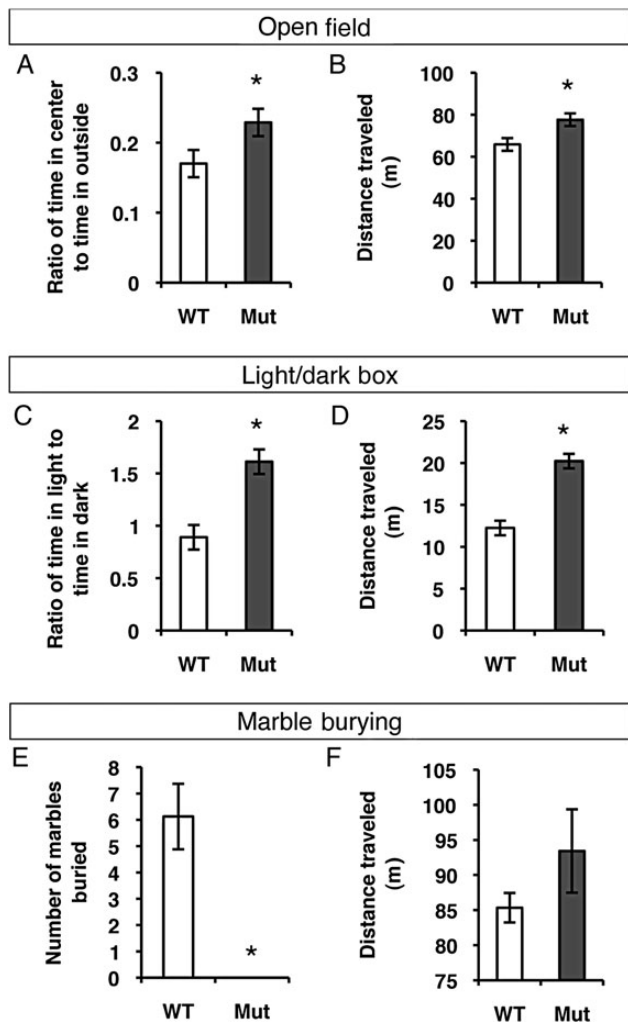 Open field
A
Ratio of time in center
to time in outside
0.3
0.2
0.1
0
*
WT
Mut
B
Distance traveled
(m)
100
80
60
40
20
0
*
WT
Mut
Light/dark box
C
Ratio of time in light to
time in dark
2
1.5
1
0.5
0
*
WT
Mut
D
Distance traveled
(m)
25
20
15
10
5
0
*
WT
Mut
Marble burying
E
Number of marbles
buried
8
7
6
5
4
3
2
1
0
*
WT
Mut
F
Distance traveled
(m)
105
100
95
90
85
80
75
WT
Mut